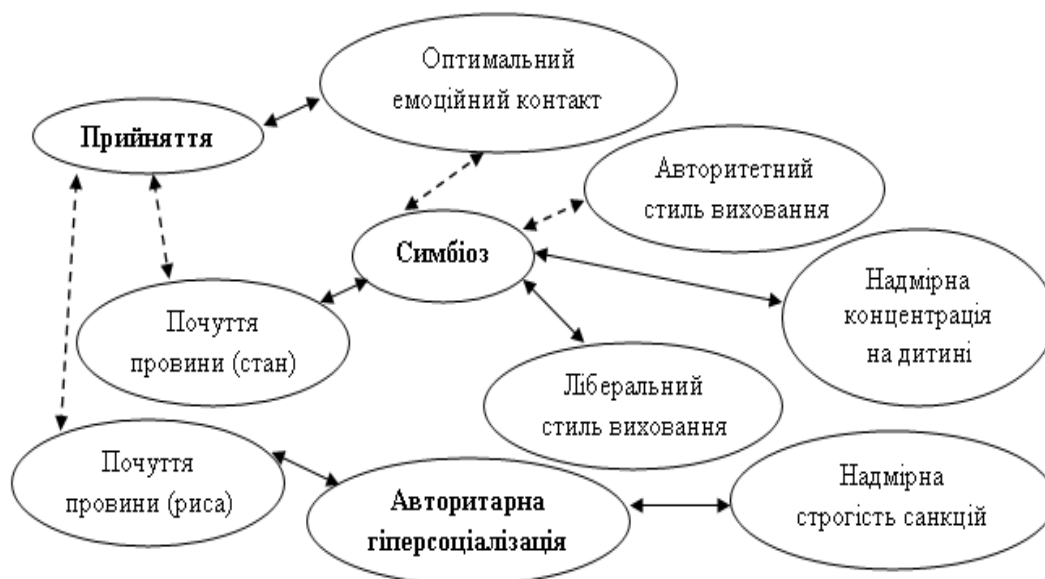 Оптимальний
емоційний контакт
Прийняття
Авторитетний
стиль виховання
Симбіоз
Надмірна
концентрація
на дитині
Почуття
провини (стан)
Ліберальний
стиль виховання
Почуття
провини (риса)
Авторитарна
гіперсоціалізація
Надмірна
строгість санкцій